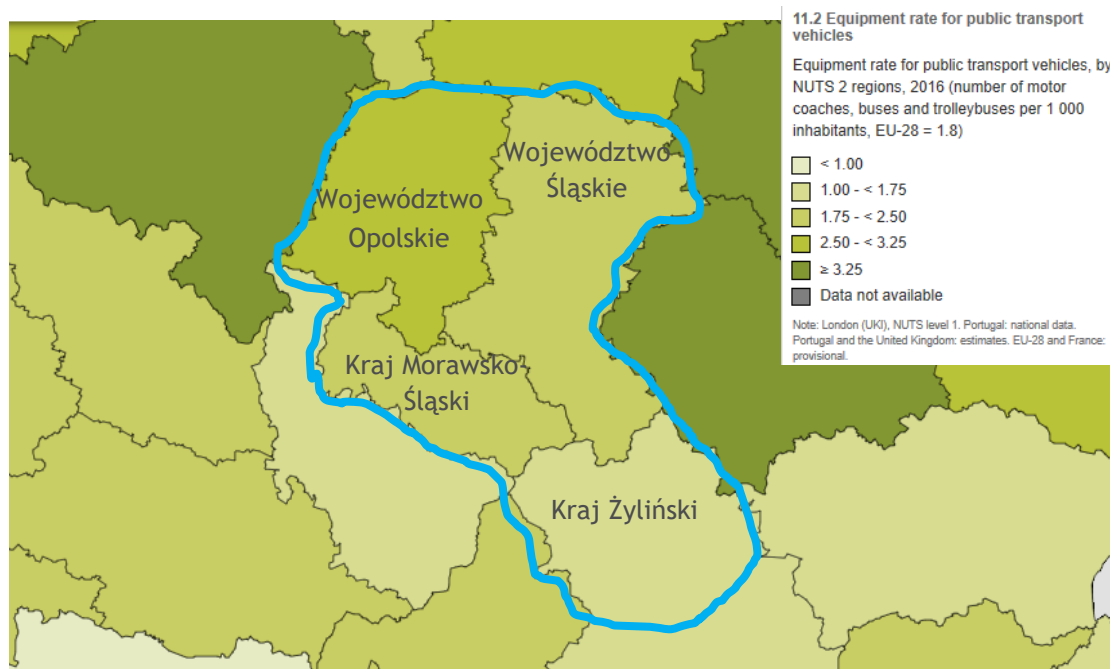 11.2 Equipment rate for public transport
vehicles
Equipment rate for public transport vehicles, by
NUTS 2 regions, 2016 (number of motor
coaches, buses and trolleybuses per 1 000
inhabitants, EU-28 = 1.8)
< 1.00
1.00 - < 1.75
1.75 - < 2.50
2.50 - < 3.25
≥ 3.25
Data not available
Note: London (UKI), NUTS level 1. Portugal: national data.
Portugal and the United Kingdom: estimates. EU-28 and France:
provisional.
Województwo
Śląskie
Województwo
Opolskie
Kraj Morawsko
Śląski
Kraj Żyliński